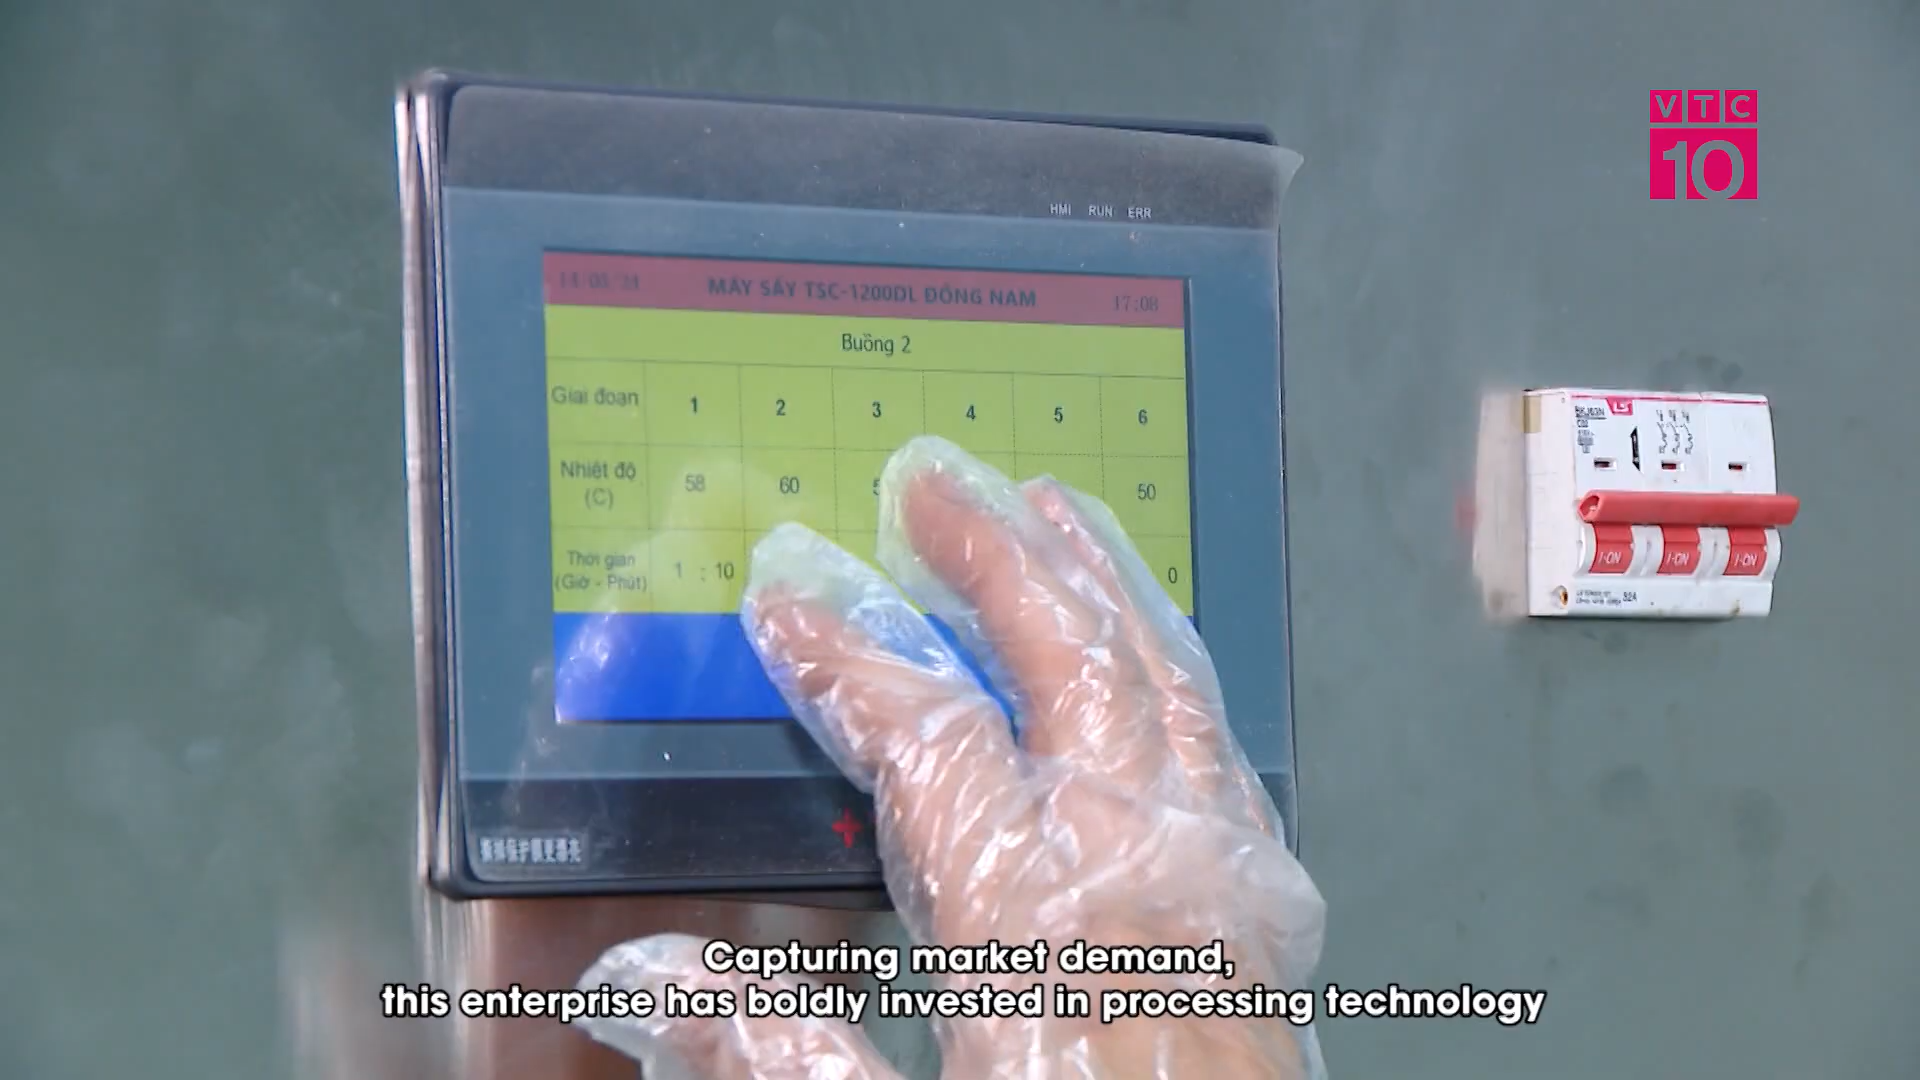 VTC
10
HMI RUN ERR
MÁY SẤY TSC-1200DL ĐÔNG NAM 17:08
Buồng 2
Giai đoạn 1 2 3 4 5 6
Nhiệt độ (C) 58 60 50
Thời gian (Giờ - Phút) 1 : 10 0
LS
I-ON I-ON I-ON
32A
Capturing market demand,
this enterprise has boldly invested in processing technology